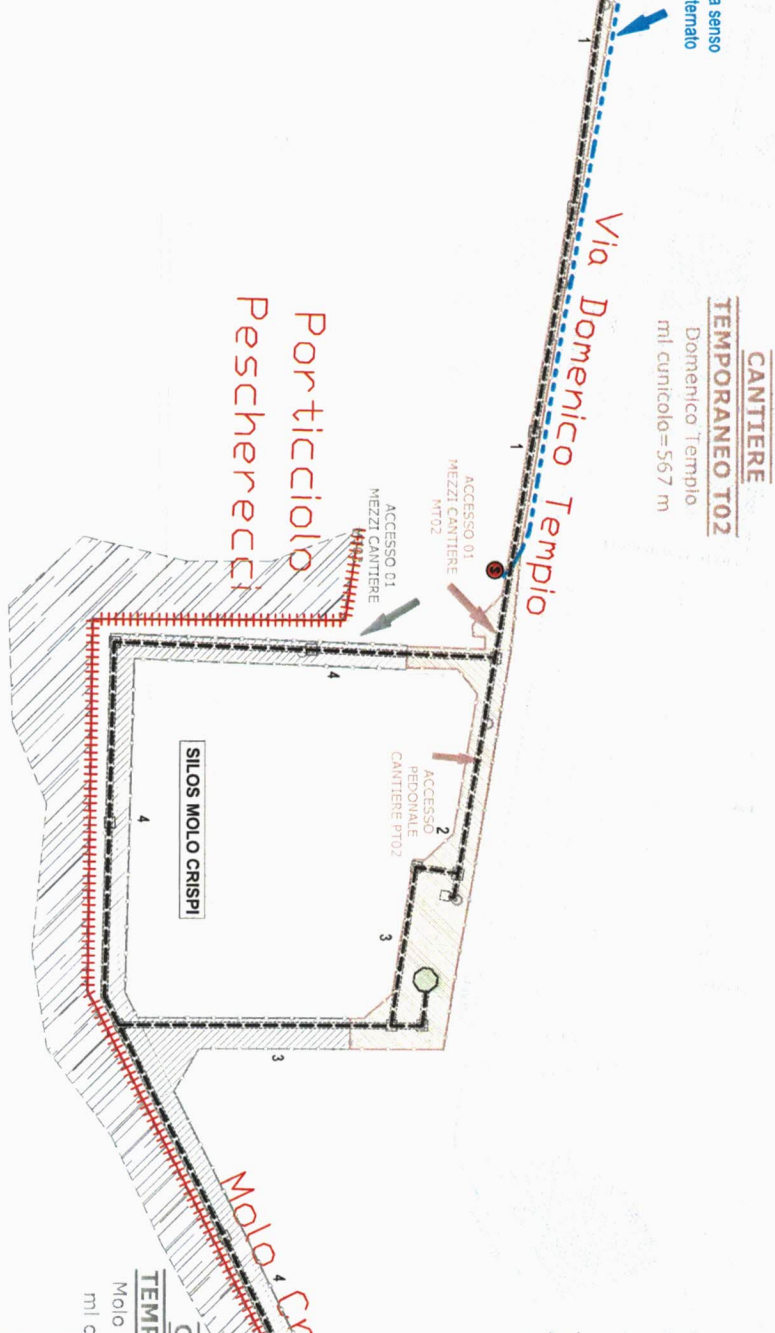 a senso
ternato
CANTIERE
TEMPORANEO T02
Domenico Tempio
ml cunicolo=567 m
Via Domenico Tempio
1
1
Porticciolo
Pescherecci
ACCESSO 01
MEZZI CANTIERE
MT02
ACCESSO 01
MEZZI CANTIERE
S
4
ACCESSO
PEDONALE
CANTIERE PT02
2
SILOS MOLO CRISPI
4
3
3
Molo Cr
4
C
TEMP
Molo
ml c